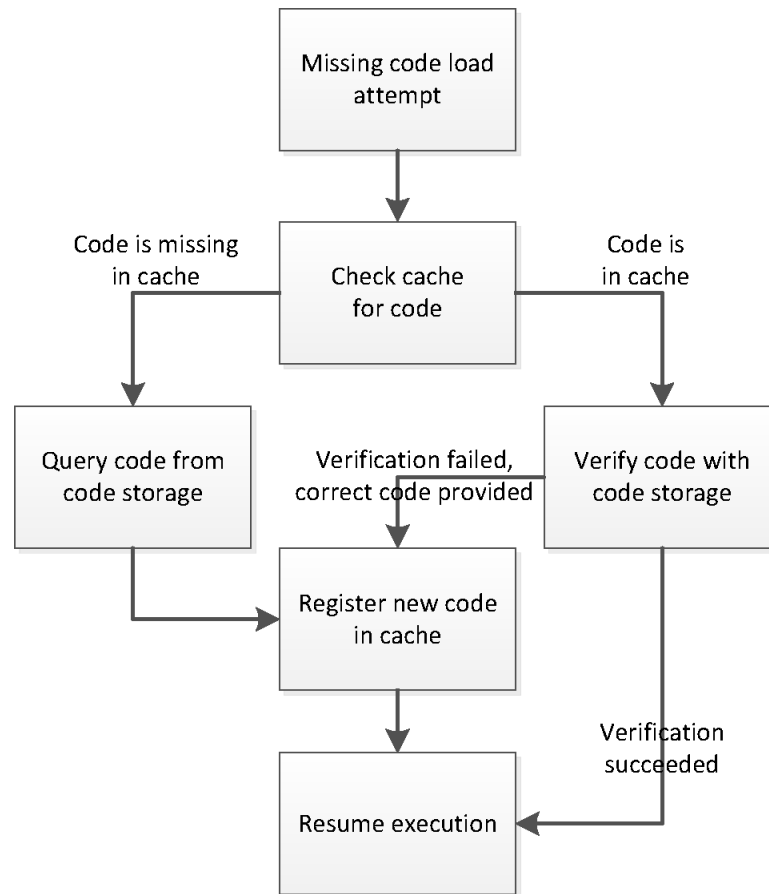 Missing code load
attempt
Code is missing
in cache
Code is
in cache
Check cache
for code
Query code from
code storage
Verification failed,
correct code provided
Verify code with
code storage
Register new code
in cache
Verification
succeeded
Resume execution